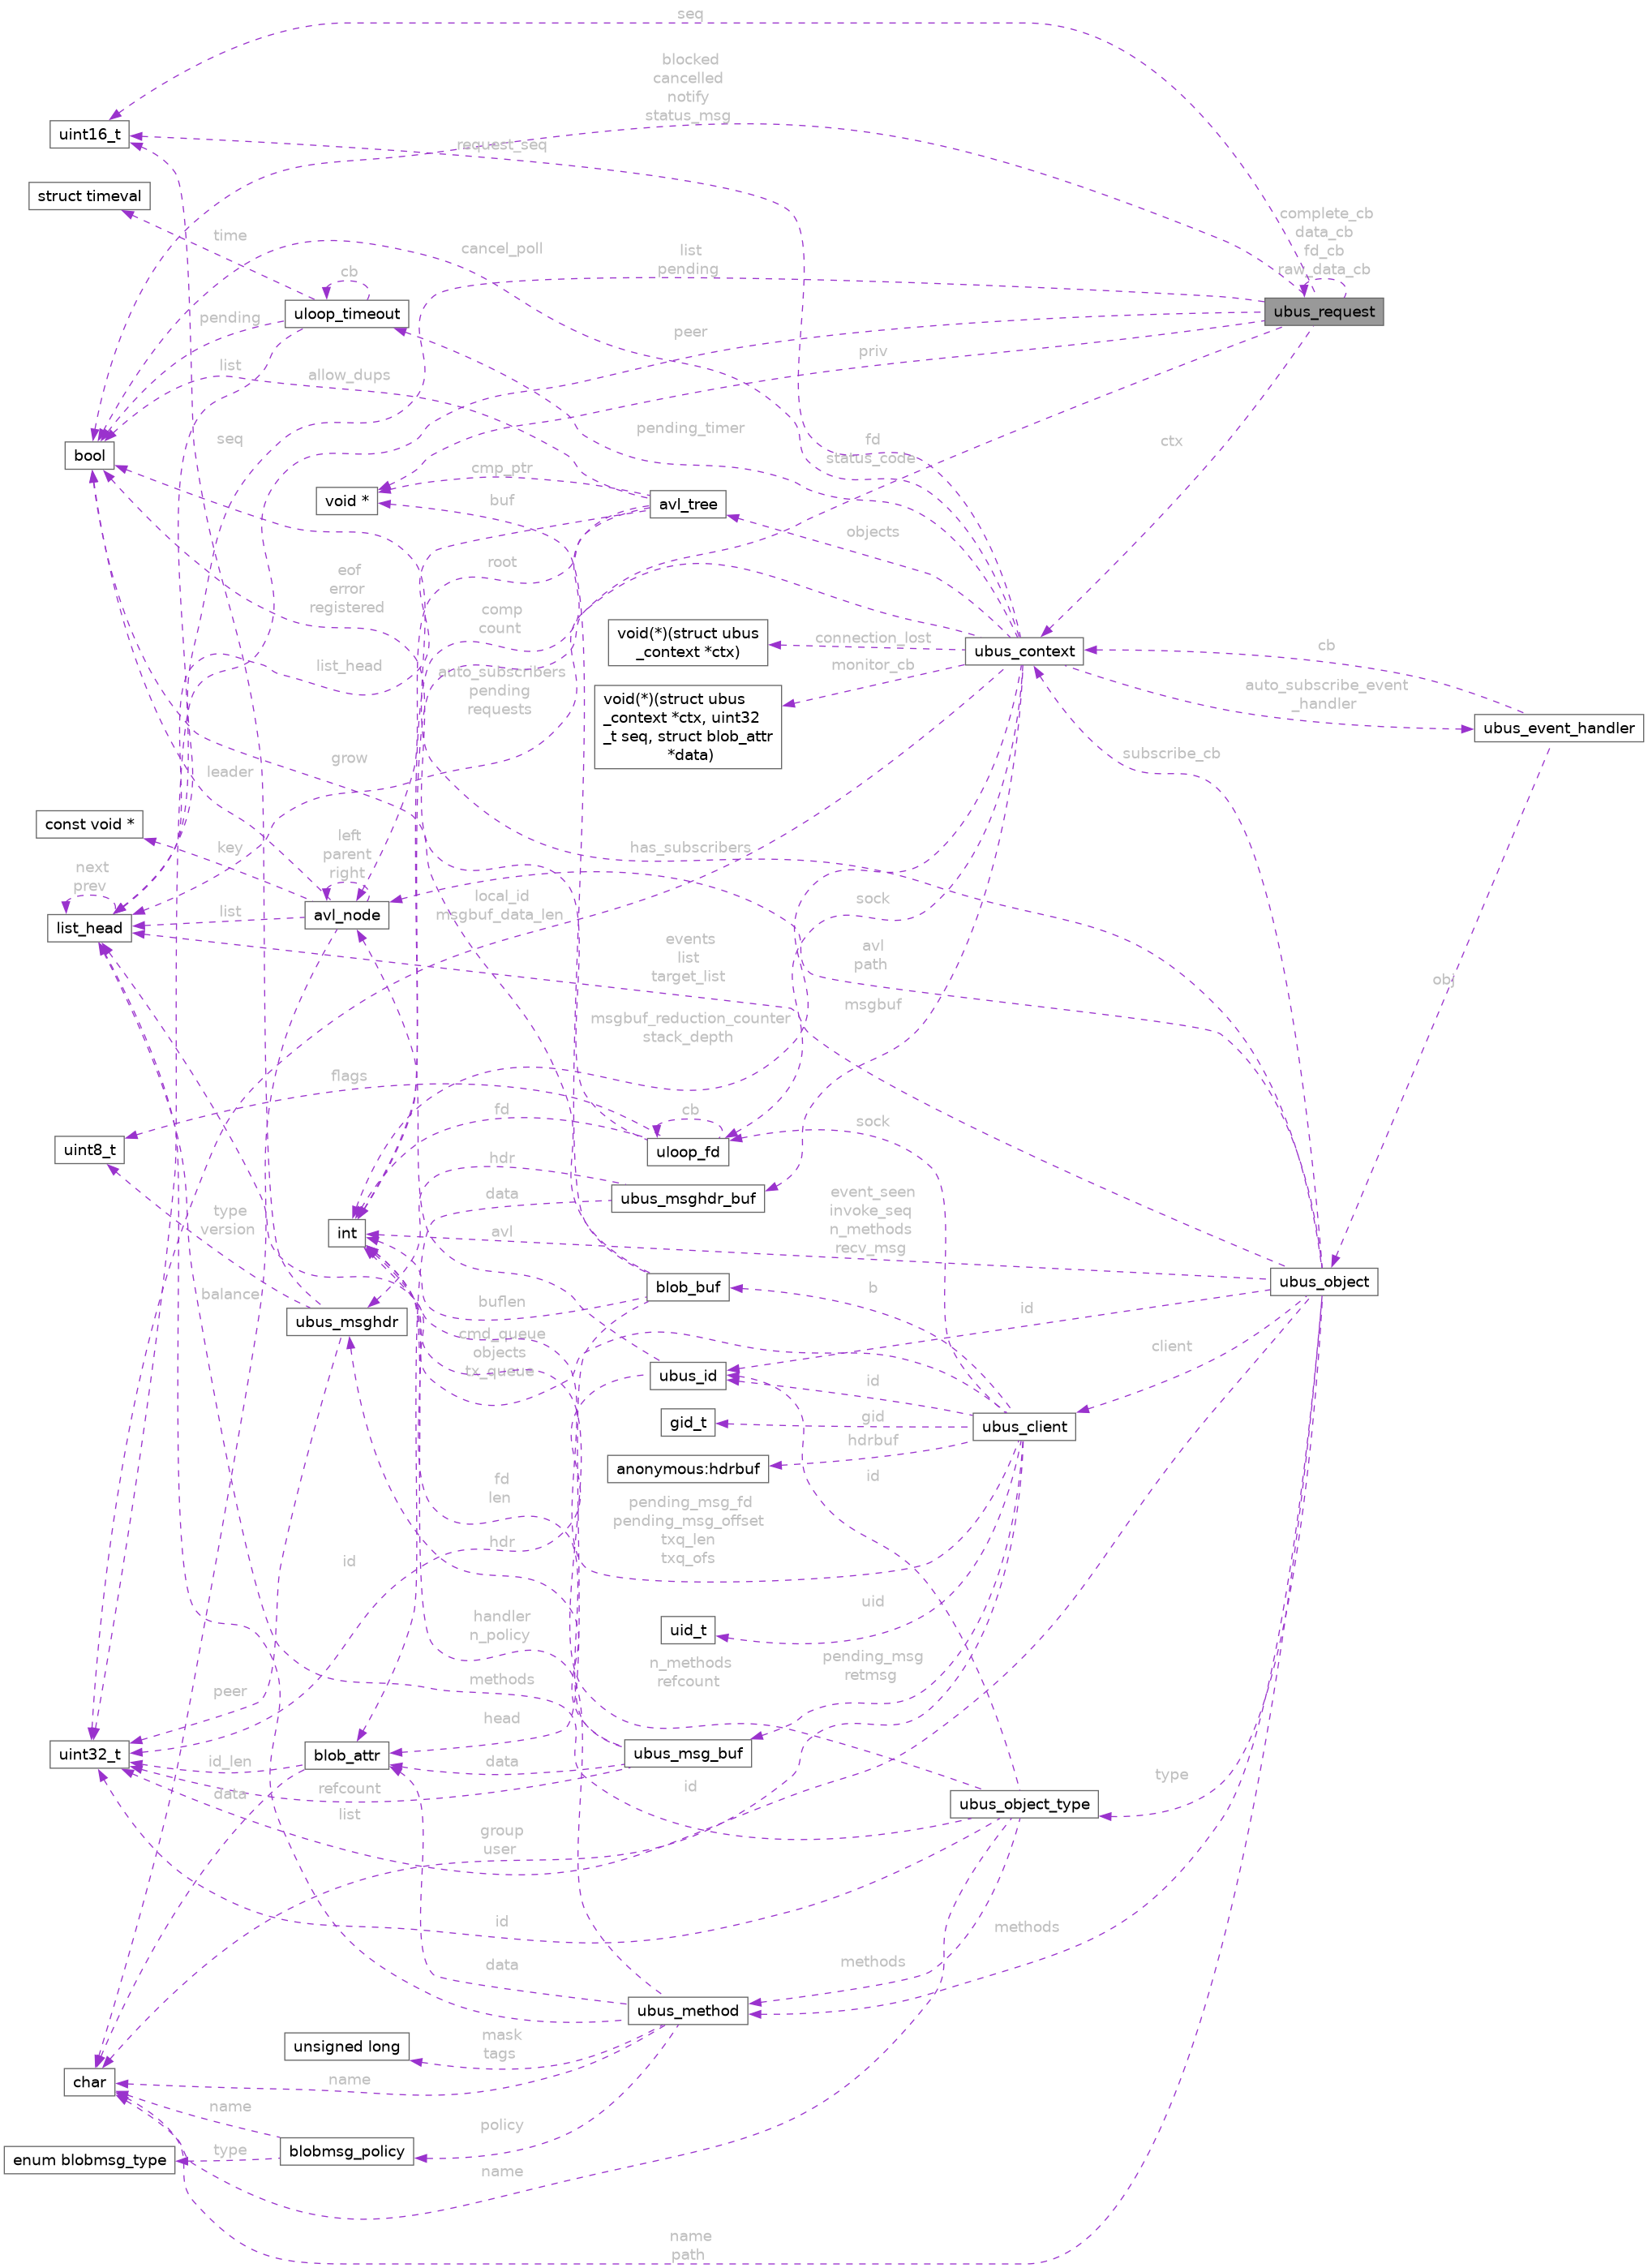 seq
blocked
cancelled
notify
status_msg
uint16_t
request_seq
struct timeval
complete_cb
data_cb
fd_cb
raw_data_cb
time
cancel_poll
list
pending
cb
uloop_timeout
ubus_request
pending
peer
priv
list
allow_dups
seq
pending_timer
fd
status_code
ctx
bool
void *
cmp_ptr
buf
avl_tree
objects
root
eof
error
registered
comp
count
void(*)(struct ubus
_context *ctx)
connection_lost
ubus_context
cb
list_head
auto_subscribers
pending
requests
monitor_cb
void(*)(struct ubus
_context *ctx, uint32
_t seq, struct blob_attr
*data)
auto_subscribe_event
_handler
ubus_event_handler
leader
grow
subscribe_cb
const void *
key
left
parent
right
has_subscribers
next
prev
list_head
list
avl_node
local_id
msgbuf_data_len
sock
events
list
target_list
avl
path
obj
msgbuf
msgbuf_reduction_counter
stack_depth
flags
uint8_t
fd
cb
uloop_fd
sock
hdr
ubus_msghdr_buf
type
version
int
data
avl
event_seen
invoke_seq
n_methods
recv_msg
balance
ubus_msghdr
buflen
blob_buf
b
ubus_object
id
cmd_queue
objects
tx_queue
ubus_id
id
client
gid_t
gid
ubus_client
anonymous:hdrbuf
hdrbuf
id
fd
len
pending_msg_fd
pending_msg_offset
txq_len
txq_ofs
id
hdr
uid_t
uid
handler
n_policy
n_methods
refcount
pending_msg
retmsg
peer
methods
uint32_t
id_len
blob_attr
head
data
ubus_msg_buf
data
refcount
list
id
type
ubus_object_type
group
user
id
methods
methods
data
ubus_method
unsigned long
mask
tags
char
name
name
policy
enum blobmsg_type
type
blobmsg_policy
name
name
path